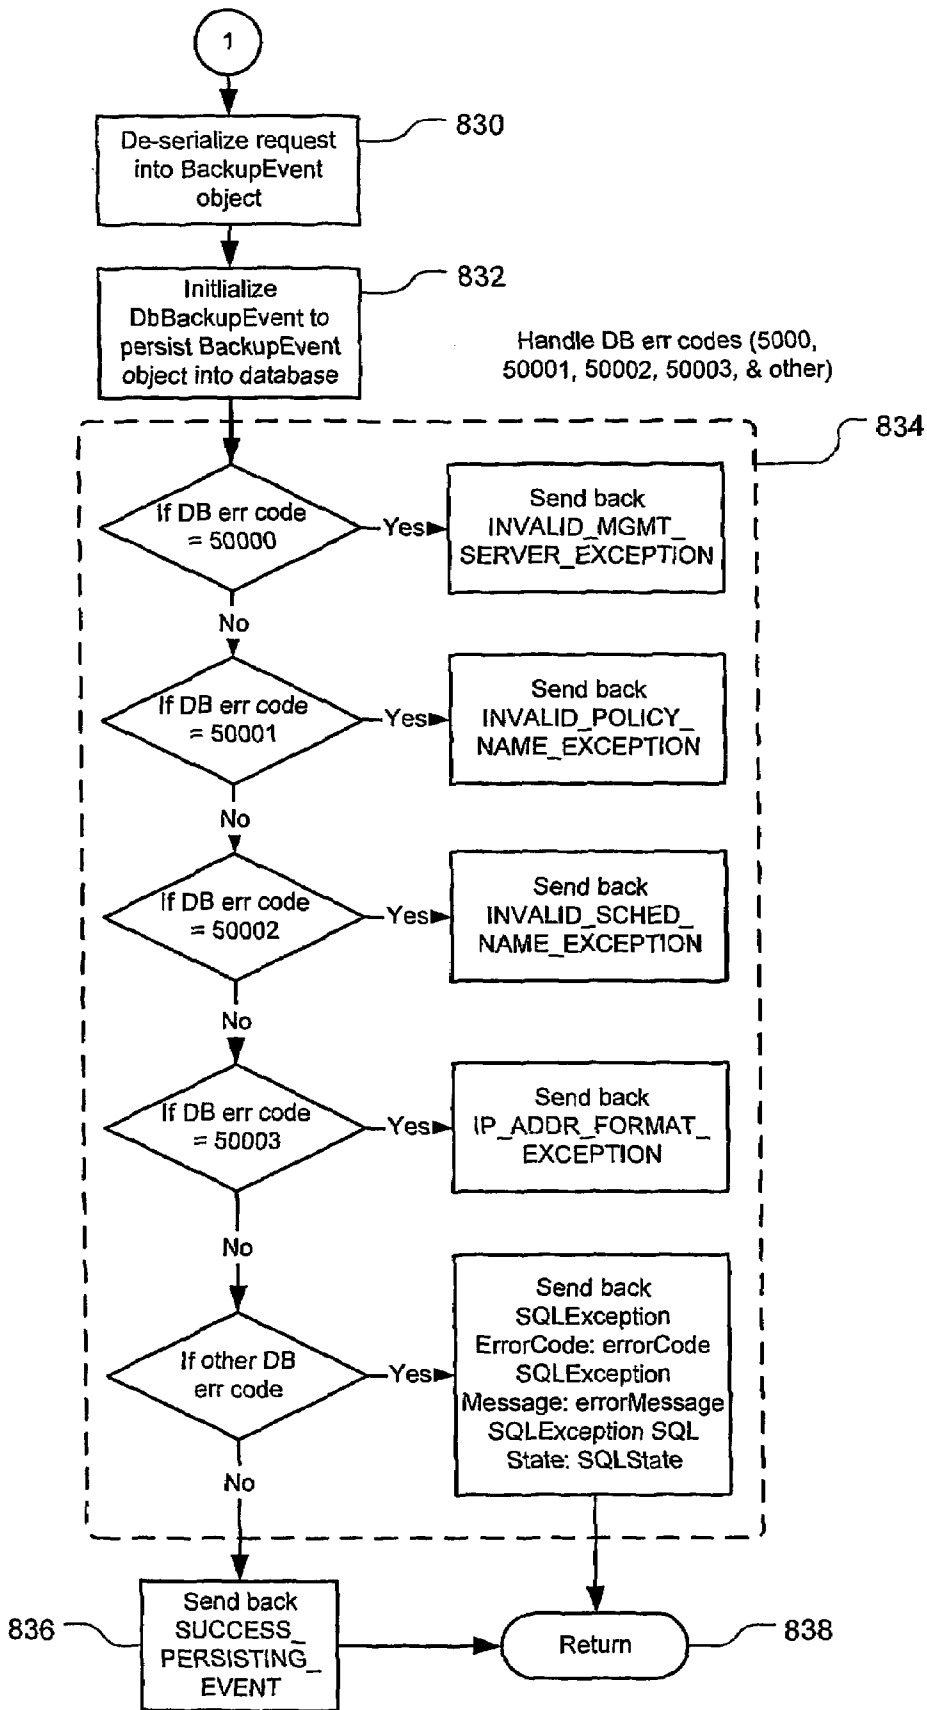 1
De-serialize request
into BackupEvent
object
830
Initlialize
DbBackupEvent to
persist BackupEvent
object into database
832
Handle DB err codes (5000,
50001, 50002, 50003, & other)
834
If DB err code
= 50000
Yes
Send back
INVALID_MGMT_
SERVER_EXCEPTION
No
If DB err code
= 50001
Yes
Send back
INVALID_POLICY_
NAME_EXCEPTION
No
If DB err code
= 50002
Yes
Send back
INVALID_SCHED_
NAME_EXCEPTION
No
If DB err code
= 50003
Yes
Send back
IP_ADDR_FORMAT_
EXCEPTION
No
If other DB
err code
Yes
Send back
SQLException
ErrorCode: errorCode
SQLException
Message: errorMessage
SQLException SQL
State: SQLState
No
Send back
SUCCESS_
PERSISTING_
EVENT
836
Return
838